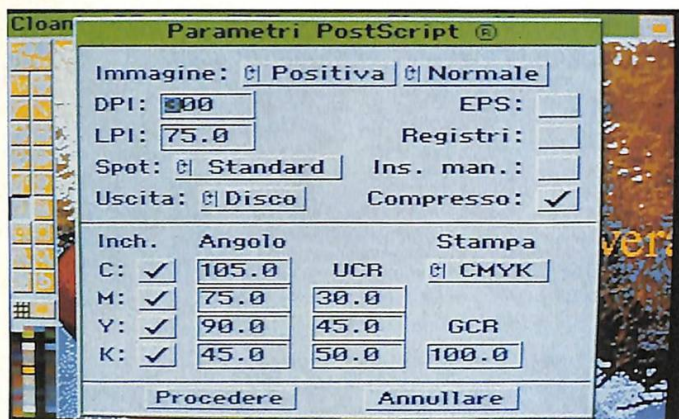 Cloan
Parametri PostScript ®
Immagine: Positiva Normale
DPI: 300 EPS:
LPI: 75.0 Registri:
Spot: Standard Ins. man.:
Uscita: Disco Compresso: ✓
Inch. Angolo Stampa
C: ✓ 105.0 UCR CMYK
M: ✓ 75.0 30.0
Y: ✓ 90.0 45.0 GCR
K: ✓ 45.0 50.0 100.0
Procedere Annullare